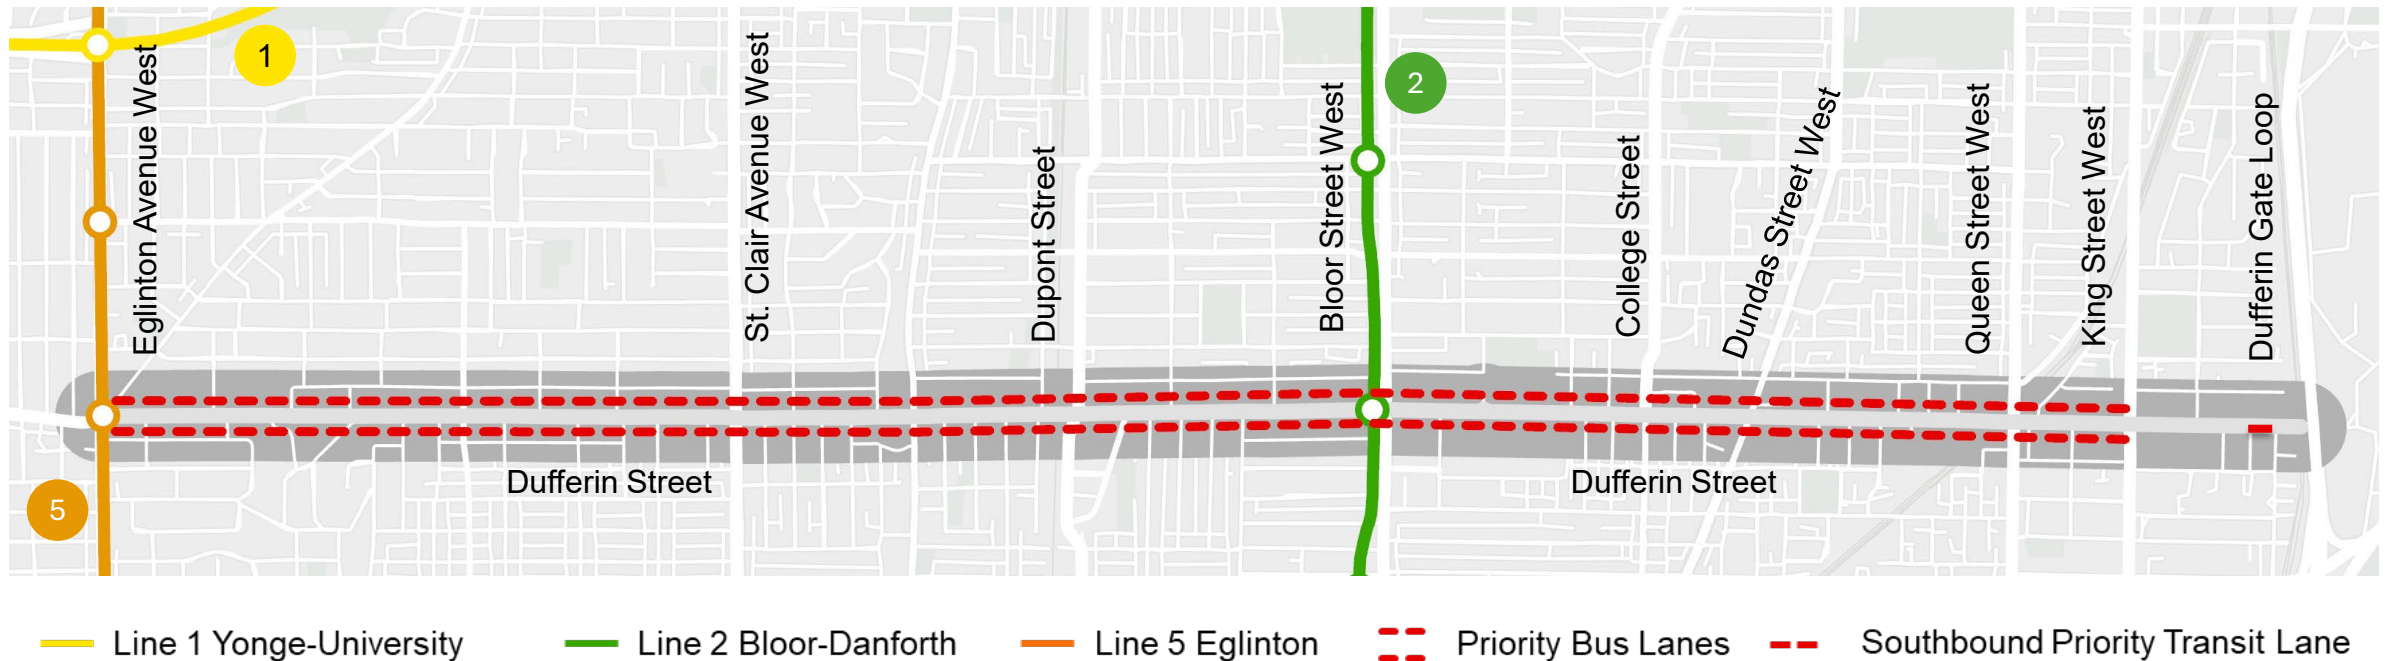 1
2
Eglinton Avenue West
St. Clair Avenue West
Dupont Street
Bloor Street West
College Street
Dundas Street West
Queen Street West
King Street West
Dufferin Gate Loop
Dufferin Street
Dufferin Street
5
Line 1 Yonge-University
Line 2 Bloor-Danforth
Line 5 Eglinton
Priority Bus Lanes
Southbound Priority Transit Lane